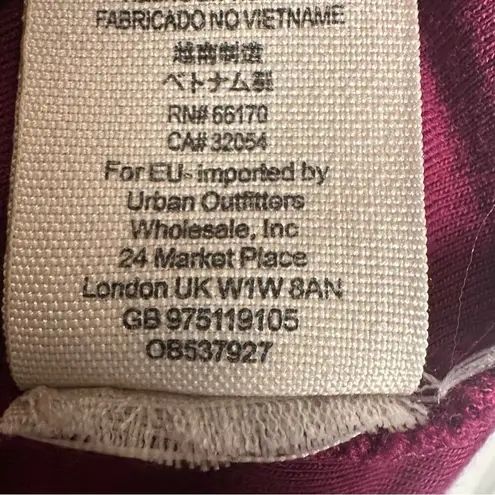 FABRICADO NO VIETNAME
越南制造
ベトナム製
RN# 66170
CA# 32054
For EU- imported by
Urban Outfitters
Wholesale, Inc
24 Market Place
London UK W1W 8AN
GB 975119105
OB537927